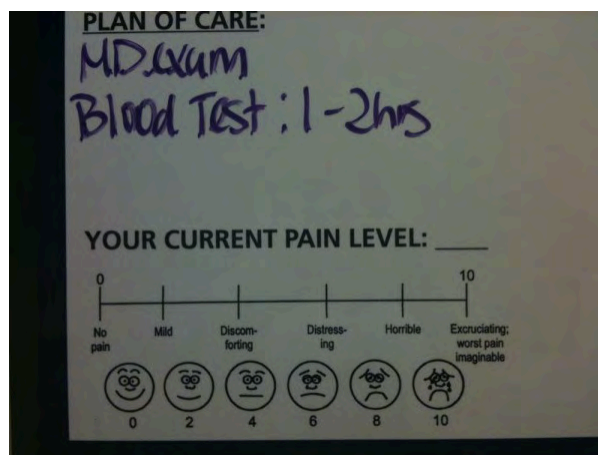 PLAN OF CARE:
MD exam
Blood Test: 1-2hrs
YOUR CURRENT PAIN LEVEL: ____
0 10
No pain
Mild
Discom-
forting
Distress-
ing
Horrible
Excruciating;
worst pain
imaginable
0 2 4 6 8 10